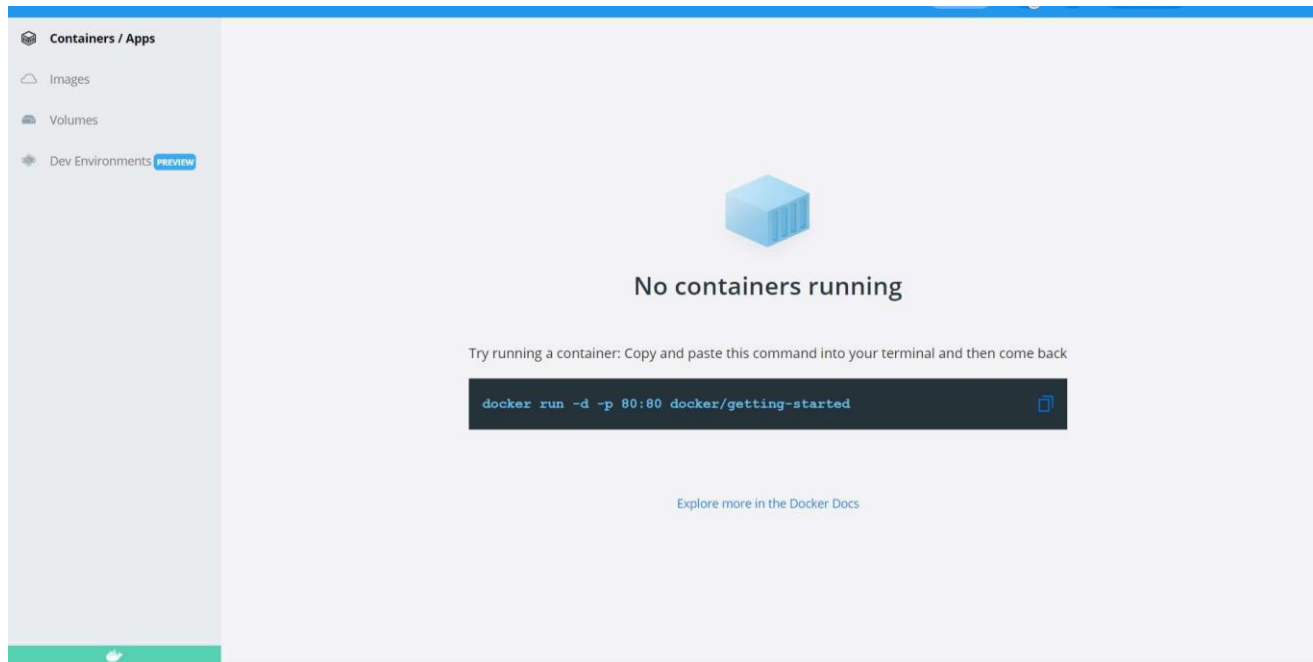 Containers / Apps
Images
Volumes
Dev Environments PREVIEW
No containers running
Try running a container: Copy and paste this command into your terminal and then come back
docker run -d -p 80:80 docker/getting-started
Explore more in the Docker Docs